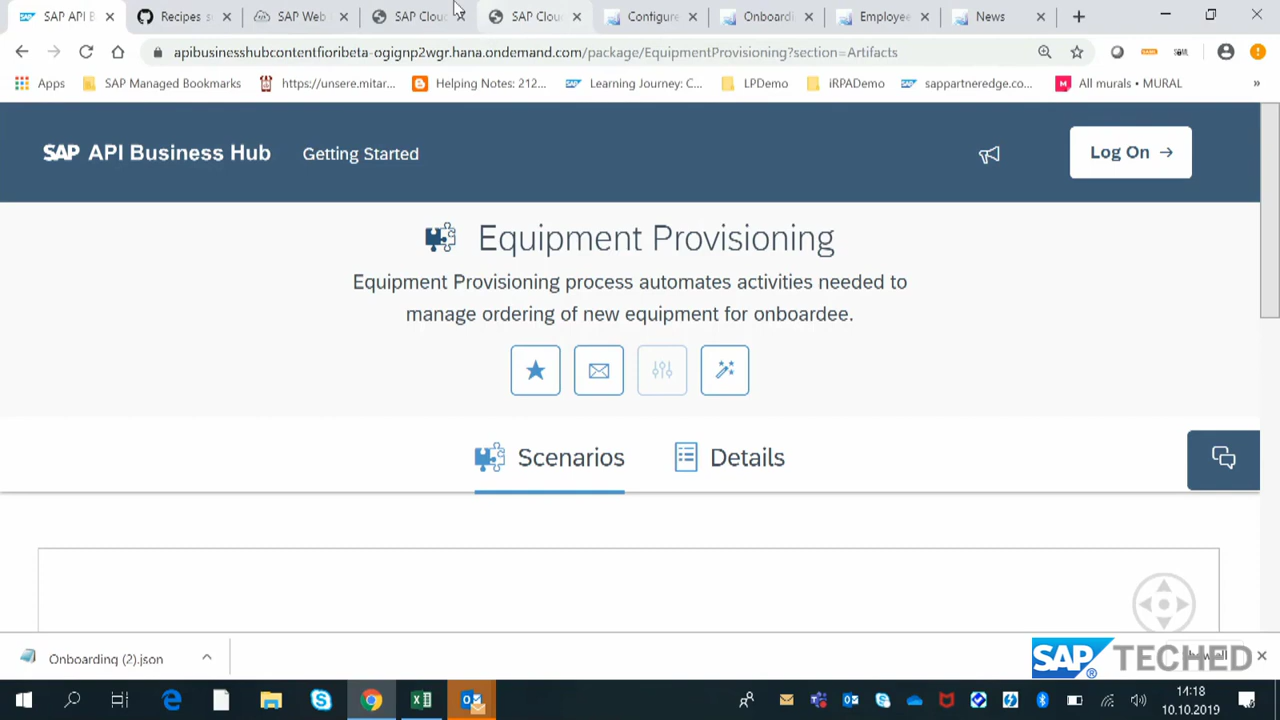 SAP API B
Recipes s
SAP Web
SAP Clou
SAP Clou
Configure
Onboardi
Employee
News
apibusinesshubcontentfioribeta-ogignp2wgr.hana.ondemand.com/package/EquipmentProvisioning?section=Artifacts
Apps
SAP Managed Bookmarks
https://unsere.mitar...
Helping Notes: 212...
Learning Journey: C...
LPDemo
iRPADemo
sappartneredge.co...
All murals • MURAL
»
SAP API Business Hub
Getting Started
Log On →
Equipment Provisioning
Equipment Provisioning process automates activities needed to
manage ordering of new equipment for onboardee.
Scenarios
Details
Onboarding (2).json
SAP TECHED
14:18
10.10.2019